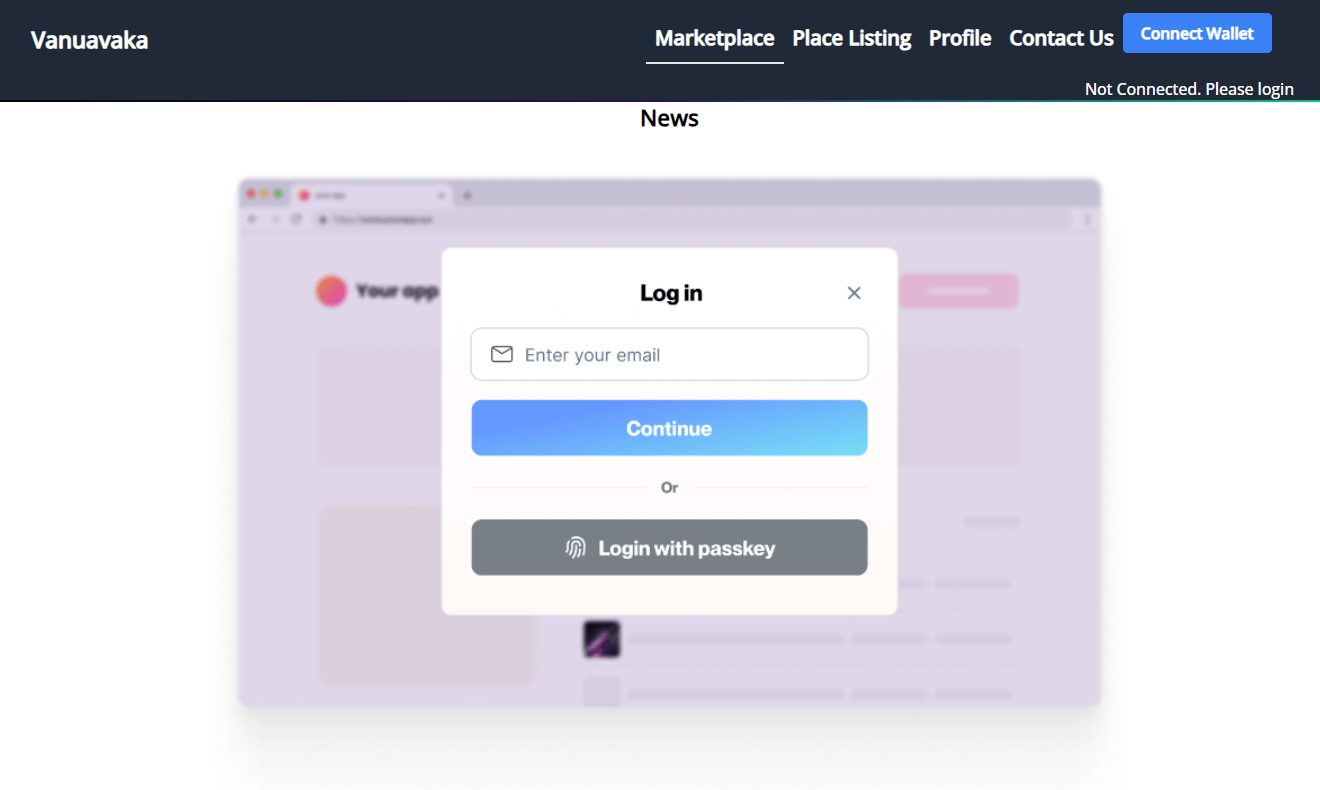 Vanuavaka
Marketplace Place Listing Profile Contact Us Connect Wallet
Not Connected. Please login
News
Your app
Log in
Enter your email
Continue
Or
Login with passkey